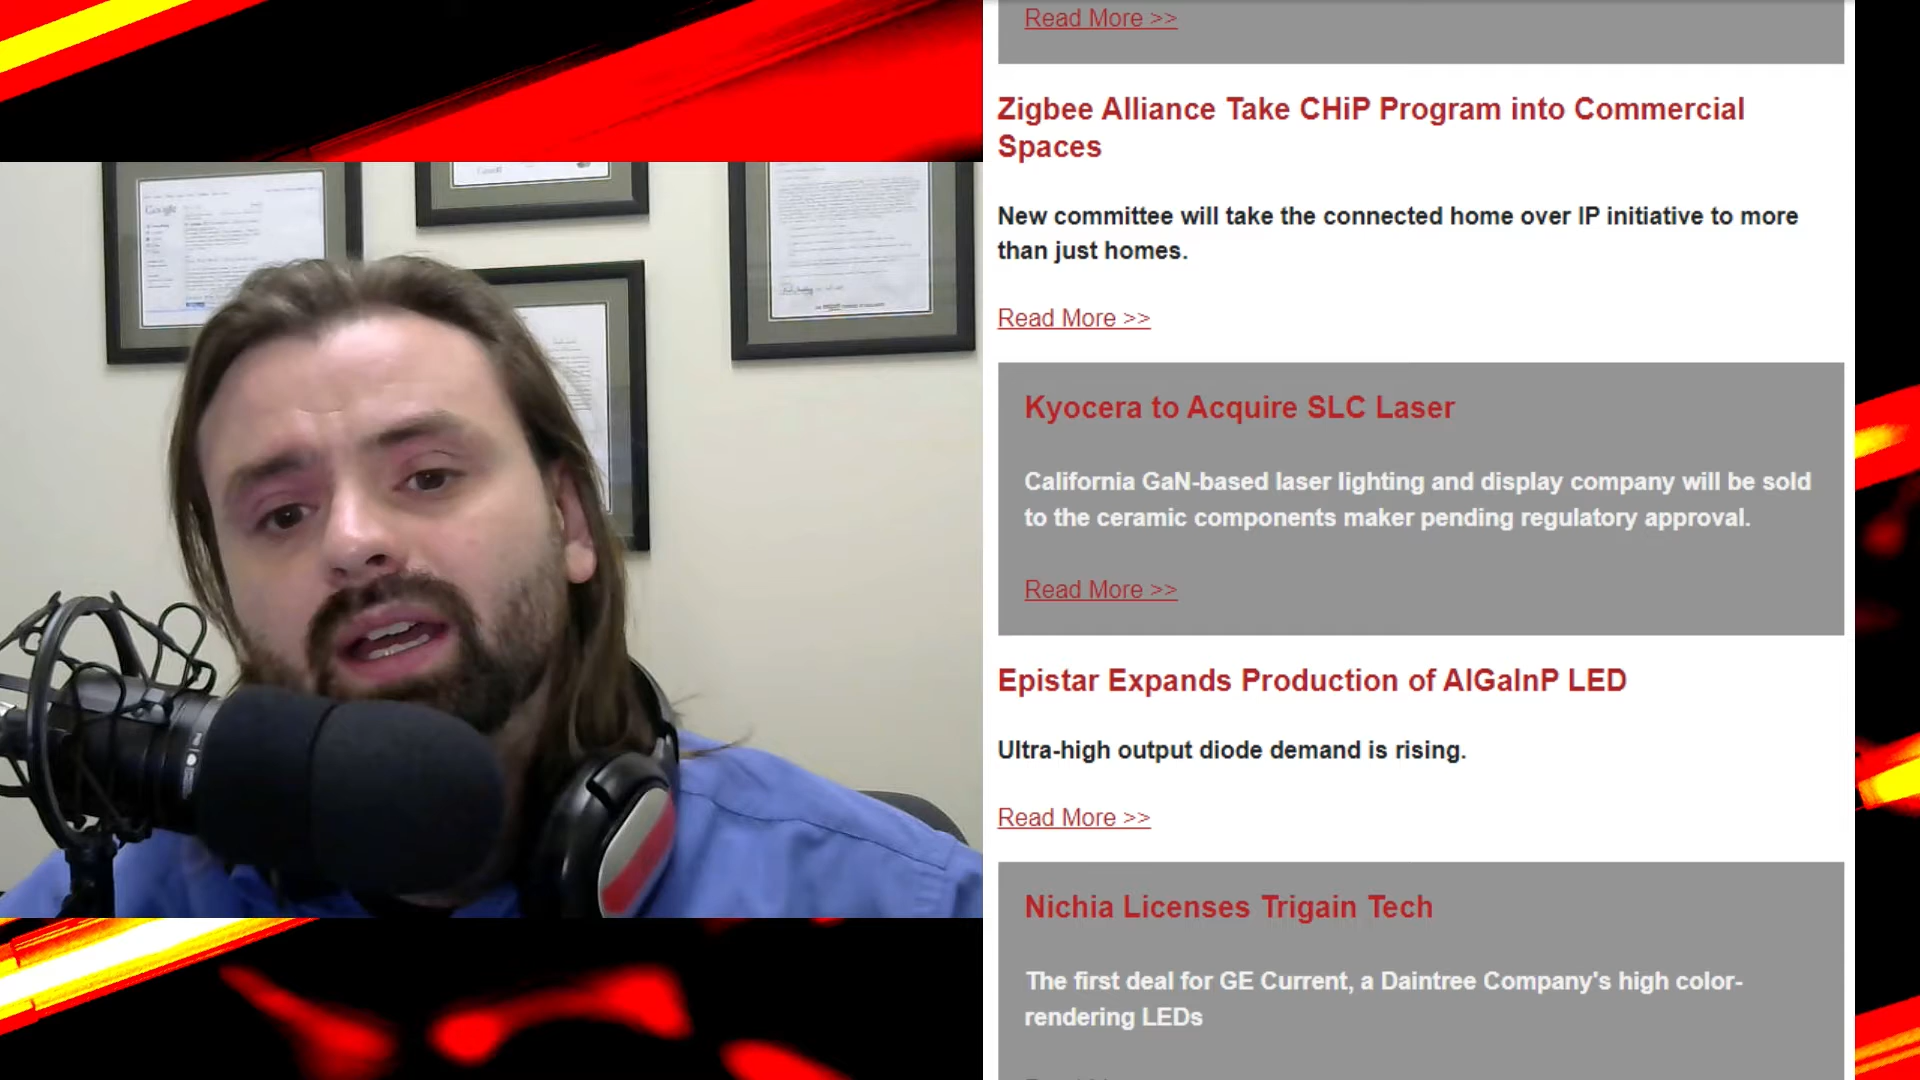 Google
Read More >>
Zigbee Alliance Take CHiP Program into Commercial
Spaces
New committee will take the connected home over IP initiative to more
than just homes.
Read More >>
Kyocera to Acquire SLC Laser
California GaN-based laser lighting and display company will be sold
to the ceramic components maker pending regulatory approval.
Read More >>
Epistar Expands Production of AlGaInP LED
Ultra-high output diode demand is rising.
Read More >>
Nichia Licenses Trigain Tech
The first deal for GE Current, a Daintree Company's high color-
rendering LEDs